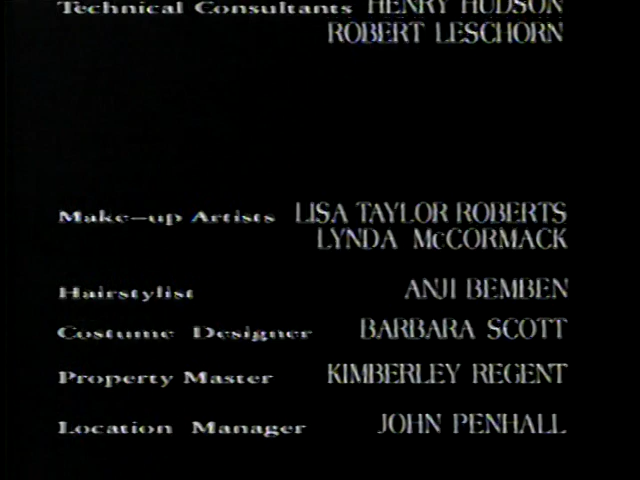 Technical Consultants HENRY HUDSON
ROBERT LESCHORN
Make-up Artists LISA TAYLOR ROBERTS
LYNDA McCORMACK
Hairstylist ANJI BEMBEN
Costume Designer BARBARA SCOTT
Property Master KIMBERLEY REGENT
Location Manager JOHN PENHALL